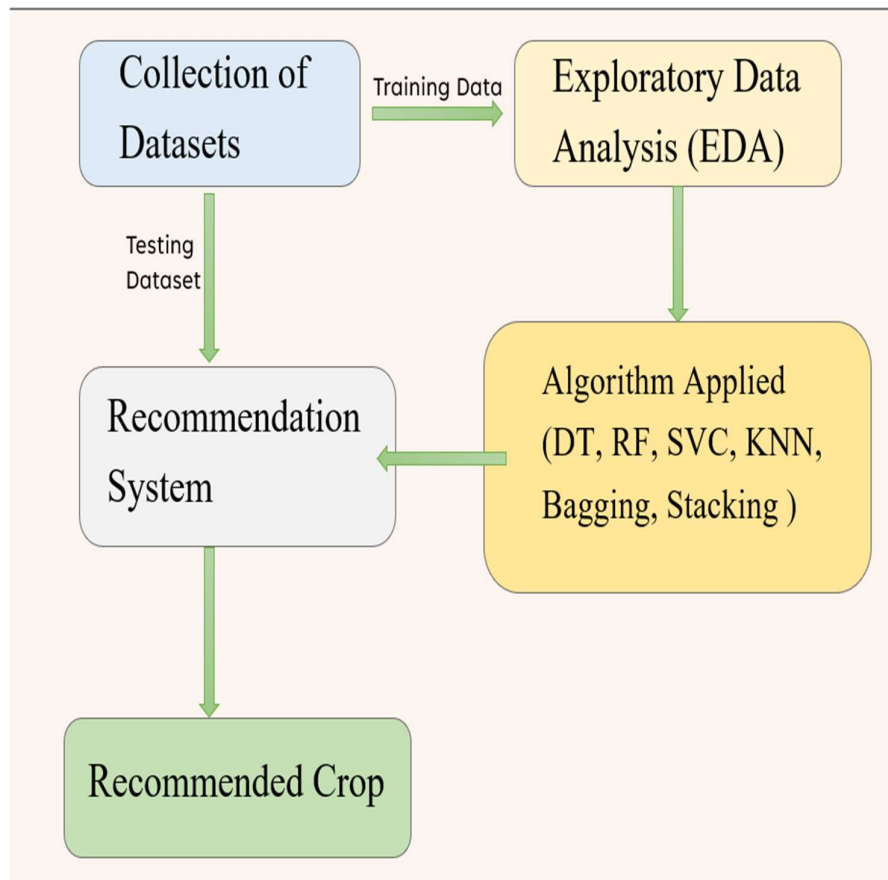 Collection of
Datasets
Training Data
Exploratory Data
Analysis (EDA)
Testing
Dataset
Algorithm Applied
(DT, RF, SVC, KNN,
Bagging, Stacking )
Recommendation
System
Recommended Crop